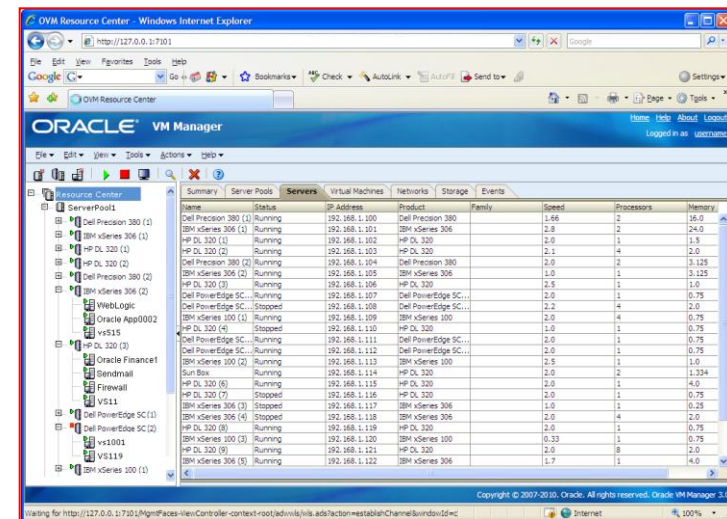 OVM Resource Center - Windows Internet Explorer
http://127.0.0.1:7101
Google
File Edit View Favorites Tools Help
Google G Go Bookmarks Check AutoLink AutoFill Send to Settings
OVM Resource Center Page Tools
ORACLE VM Manager
Home Help About Logout
Logged in as username
File Edit View Tools Actions Help
Resource Center
ServerPool1
Dell Precision 380 (1)
IBM xSeries 306 (1)
HP DL 320 (1)
HP DL 320 (2)
Dell Precision 380 (2)
IBM xSeries 306 (2)
WebLogic
Oracle App0002
vs515
HP DL 320 (3)
Oracle Finance1
Sendmail
Firewall
VS11
Dell PowerEdge SC (1)
Dell PowerEdge SC (2)
vs1001
VS119
IBM xSeries 100 (1)
Summary Server Pools Servers Virtual Machines Networks Storage Events
Name Status IP Address Product Family Speed Processors Memory
Dell Precision 380 (1) Running 192.168.1.100 Dell Precision 380 1.66 2 16.0
IBM xSeries 306 (1) Running 192.168.1.101 IBM xSeries 306 2.8 2 24.0
HP DL 320 (1) Running 192.168.1.102 HP DL 320 2.0 1 1.5
HP DL 320 (2) Running 192.168.1.103 HP DL 320 2.1 4 2.0
Dell Precision 380 (2) Running 192.168.1.104 Dell Precision 380 2.0 2 3.125
IBM xSeries 306 (2) Running 192.168.1.105 IBM xSeries 306 1.0 1 3.125
HP DL 320 (3) Running 192.168.1.106 HP DL 320 2.5 1 1.0
Dell PowerEdge SC... Running 192.168.1.107 Dell PowerEdge SC... 2.0 1 0.75
Dell PowerEdge SC... Stopped 192.168.1.108 Dell PowerEdge SC... 2.2 4 2.0
IBM xSeries 100 (1) Running 192.168.1.109 IBM xSeries 100 2.0 4 0.75
HP DL 320 (4) Stopped 192.168.1.110 HP DL 320 1.0 1 0.75
Dell PowerEdge SC... Running 192.168.1.111 Dell PowerEdge SC... 2.0 1 0.75
Dell PowerEdge SC... Running 192.168.1.112 Dell PowerEdge SC... 2.0 1 0.75
IBM xSeries 100 (2) Running 192.168.1.113 IBM xSeries 100 2.5 1 1.0
Sun Box Running 192.168.1.114 HP DL 320 2.0 2 1.334
HP DL 320 (6) Running 192.168.1.115 HP DL 320 2.0 1 4.0
HP DL 320 (7) Stopped 192.168.1.116 HP DL 320 2.0 1 0.75
IBM xSeries 306 (3) Stopped 192.168.1.117 IBM xSeries 306 1.0 1 0.25
IBM xSeries 306 (4) Stopped 192.168.1.118 IBM xSeries 306 2.0 4 2.0
HP DL 320 (8) Running 192.168.1.119 HP DL 320 2.0 1 0.75
IBM xSeries 100 (3) Running 192.168.1.120 IBM xSeries 100 0.33 1 0.75
HP DL 320 (9) Running 192.168.1.121 HP DL 320 2.0 8 2.0
IBM xSeries 306 (5) Running 192.168.1.122 IBM xSeries 306 1.7 1 4.0
Copyright © 2007-2010. Oracle. All rights reserved. Oracle VM Manager 3.
Waiting for http://127.0.0.1:7101/MgmtFaces-ViewController-context-root/ Internet 100%